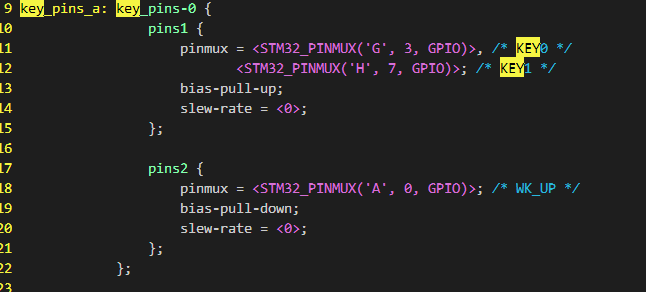 9 key_pins_a: key_pins-0 {
10 pins1 {
11 pinmux = <STM32_PINMUX('G', 3, GPIO)>, /* KEY0 */
12 <STM32_PINMUX('H', 7, GPIO)>; /* KEY1 */
13 bias-pull-up;
14 slew-rate = <0>;
15 };
16
17 pins2 {
18 pinmux = <STM32_PINMUX('A', 0, GPIO)>; /* WK_UP */
19 bias-pull-down;
20 slew-rate = <0>;
21 };
22 };
23